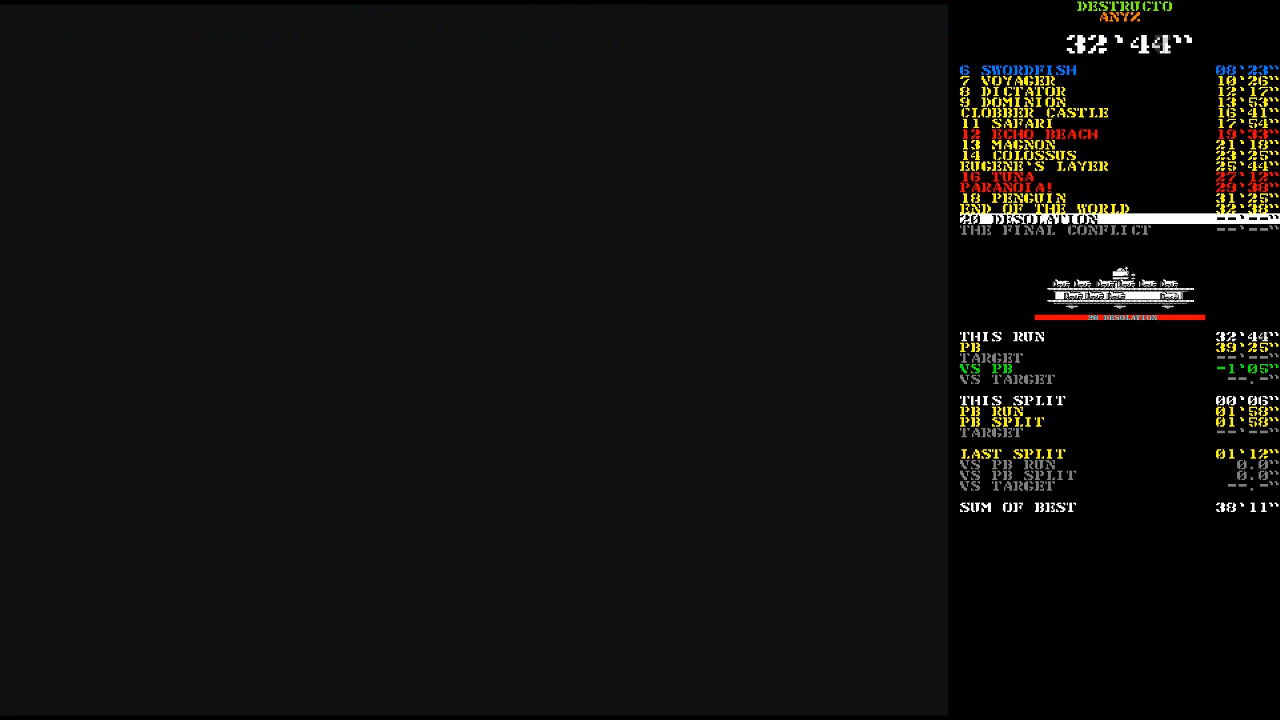 DESTRUCTO
ANY%
32'44"
6 SWORDFISH 08'23"
7 VOYAGER 10'26"
8 DICTATOR 12'17"
9 DOMINION 13'53"
CLOBBER CASTLE 16'41"
11 SAFARI 17'54"
12 ECHO BEACH 19'33"
13 MAGNON 21'18"
14 COLOSSUS 23'25"
EUGENE'S LAYER 25'44"
16 TUNA 27'12"
PARANOIA! 29'38"
18 PENGUIN 31'25"
END OF THE WORLD 32'38"
20 DESOLATION --'--"
THE FINAL CONFLICT --'--"
20 DESOLATION
THIS RUN 32'44"
PB 39'25"
TARGET --'--"
VS PB -1'05"
VS TARGET --.-"
THIS SPLIT 00'06"
PB RUN 01'58"
PB SPLIT 01'58"
TARGET --'--"
LAST SPLIT 01'12"
VS PB RUN 0.0"
VS PB SPLIT 0.0"
VS TARGET --.-"
SUM OF BEST 38'11"